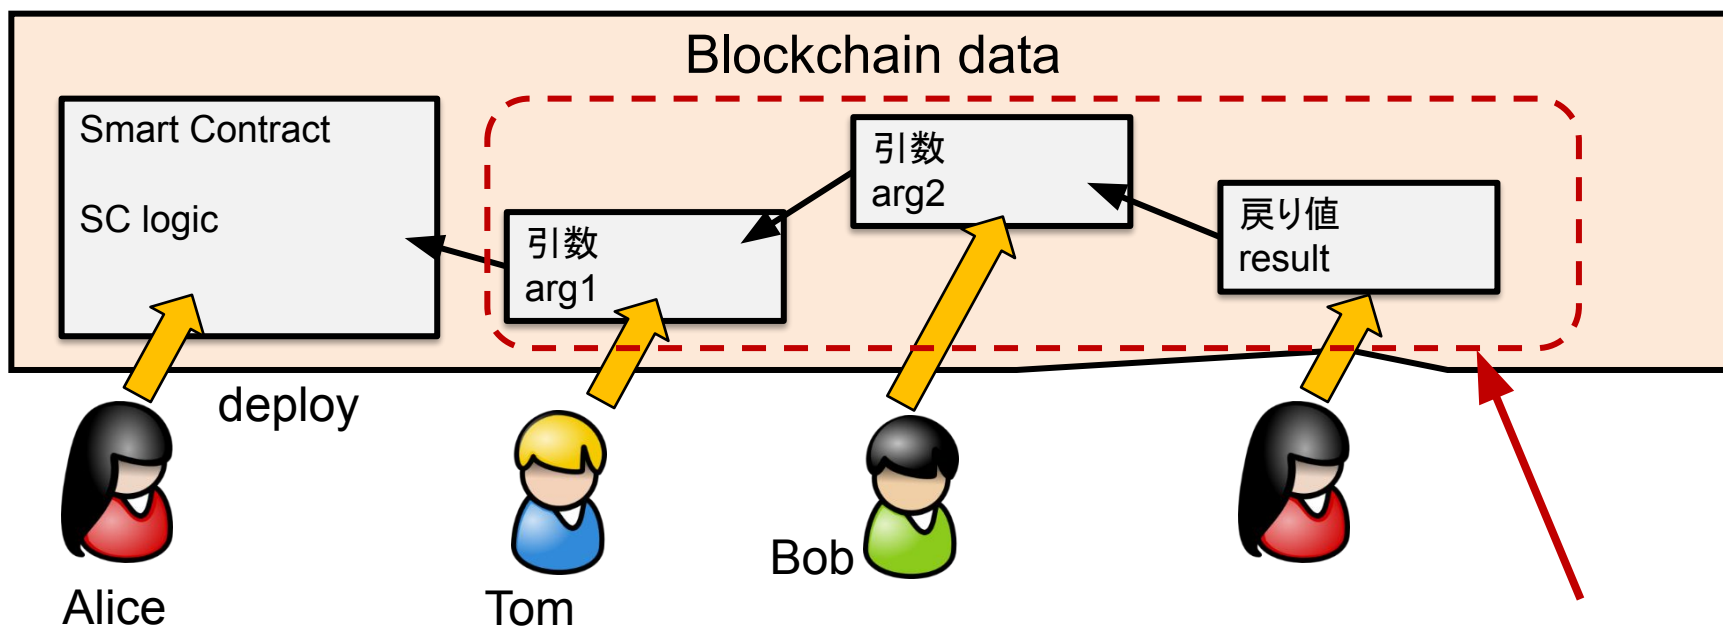 Blockchain data
Smart Contract
SC logic
引数
arg1
引数
arg2
戻り値
result
deploy
Alice
Tom
Bob